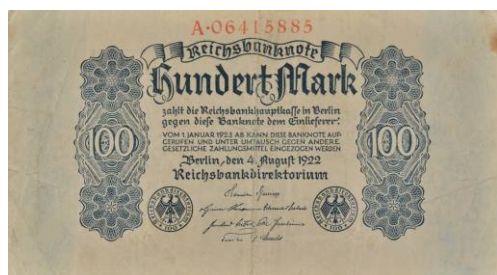 A·06415885
Reichsbanknote
Hundert Mark
zahlt die Reichsbankhauptkasse in Berlin
gegen diese Banknote dem Einlieferer.
VOM 1. JANUAR 1923 AB KANN DIESE BANKNOTE AUF-
GERUFEN UND UNTER UMTAUSCH GEGEN ANDERE
GESETZLICHE ZAHLUNGSMITTEL EINGEZOGEN WERDEN
100
100
Berlin, den 4. August 1922
Reichsbankdirektorium